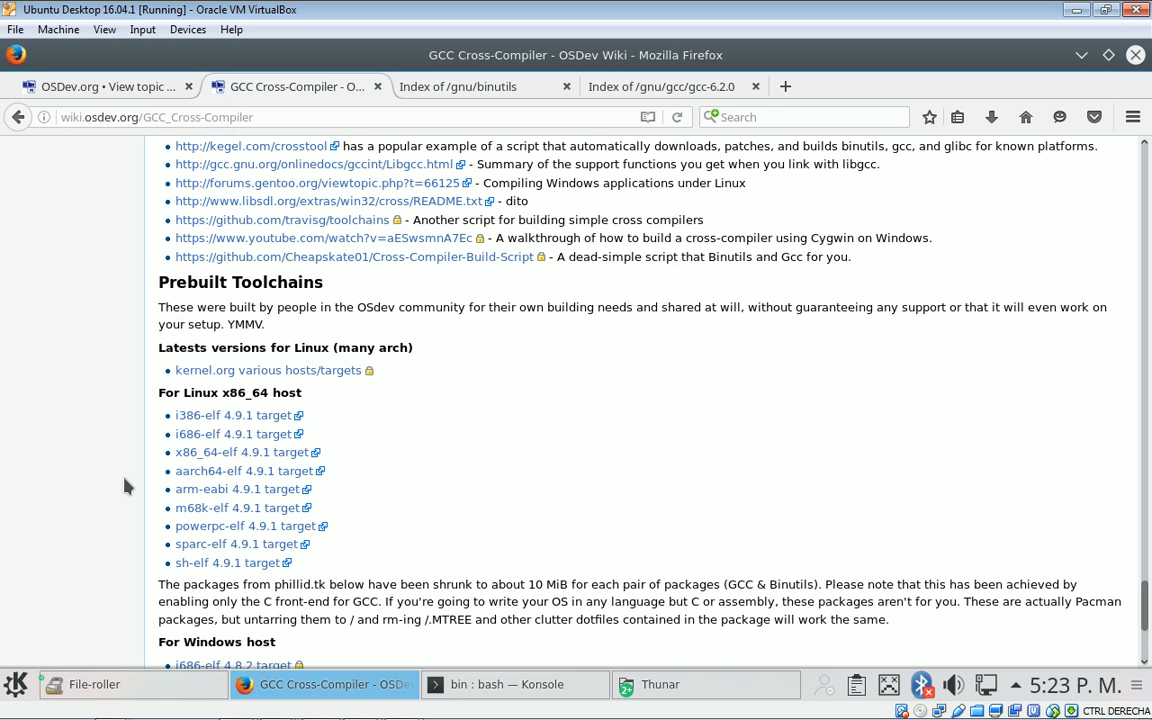 Ubuntu Desktop 16.04.1 [Running] - Oracle VM VirtualBox
File Machine View Input Devices Help
GCC Cross-Compiler - OSDev Wiki - Mozilla Firefox
OSDev.org • View topic ... GCC Cross-Compiler - O... Index of /gnu/binutils Index of /gnu/gcc/gcc-6.2.0
wiki.osdev.org/GCC_Cross-Compiler Search
http://kegel.com/crosstool has a popular example of a script that automatically downloads, patches, and builds binutils, gcc, and glibc for known platforms.
http://gcc.gnu.org/onlinedocs/gccint/Libgcc.html - Summary of the support functions you get when you link with libgcc.
http://forums.gentoo.org/viewtopic.php?t=66125 - Compiling Windows applications under Linux
http://www.libsdl.org/extras/win32/cross/README.txt - dito
https://github.com/travisg/toolchains - Another script for building simple cross compilers
https://www.youtube.com/watch?v=aESwsmnA7Ec - A walkthrough of how to build a cross-compiler using Cygwin on Windows.
https://github.com/Cheapskate01/Cross-Compiler-Build-Script - A dead-simple script that Binutils and Gcc for you.
Prebuilt Toolchains
These were built by people in the OSdev community for their own building needs and shared at will, without guaranteeing any support or that it will even work on
your setup. YMMV.
Latests versions for Linux (many arch)
kernel.org various hosts/targets
For Linux x86_64 host
i386-elf 4.9.1 target
i686-elf 4.9.1 target
x86_64-elf 4.9.1 target
aarch64-elf 4.9.1 target
arm-eabi 4.9.1 target
m68k-elf 4.9.1 target
powerpc-elf 4.9.1 target
sparc-elf 4.9.1 target
sh-elf 4.9.1 target
The packages from phillid.tk below have been shrunk to about 10 MiB for each pair of packages (GCC & Binutils). Please note that this has been achieved by
enabling only the C front-end for GCC. If you're going to write your OS in any language but C or assembly, these packages aren't for you. These are actually Pacman
packages, but untarring them to / and rm-ing /.MTREE and other clutter dotfiles contained in the package will work the same.
For Windows host
i686-elf 4.8.2 target
File-roller GCC Cross-Compiler - OSDe bin : bash — Konsole 2+ Thunar 5:23 P. M.
CTRL DERECHA